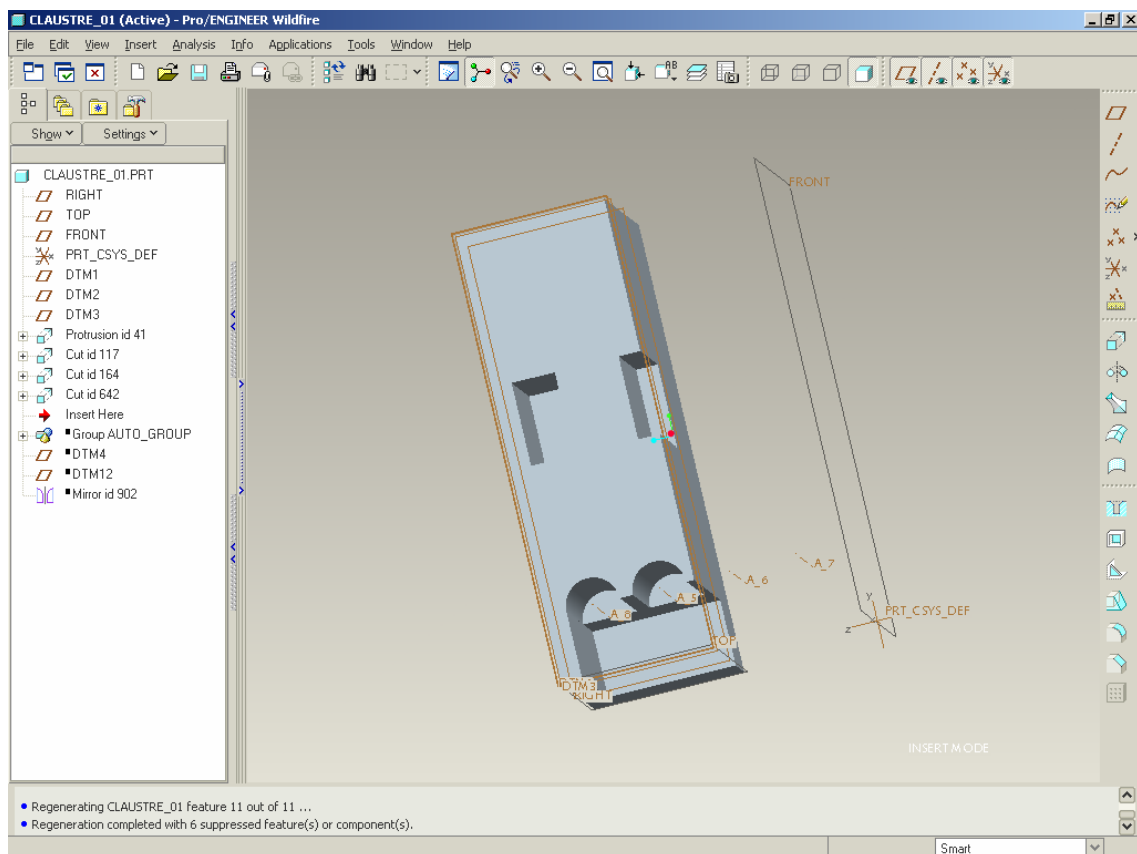 CLAUSTRE_01 (Active) - Pro/ENGINEER Wildfire
File Edit View Insert Analysis Info Applications Tools Window Help
Show Settings
CLAUSTRE_01.PRT
RIGHT
TOP
FRONT
PRT_CSYS_DEF
DTM1
DTM2
DTM3
Protrusion id 41
Cut id 117
Cut id 164
Cut id 642
Insert Here
Group AUTO_GROUP
DTM4
DTM12
Mirror id 902
FRONT
A_7
A_6
A_5
A_8
y
PRT_CSYS_DEF
z
TOP
DTM3
RIGHT
INSERT MODE
Regenerating CLAUSTRE_01 feature 11 out of 11 ...
Regeneration completed with 6 suppressed feature(s) or component(s).
Smart